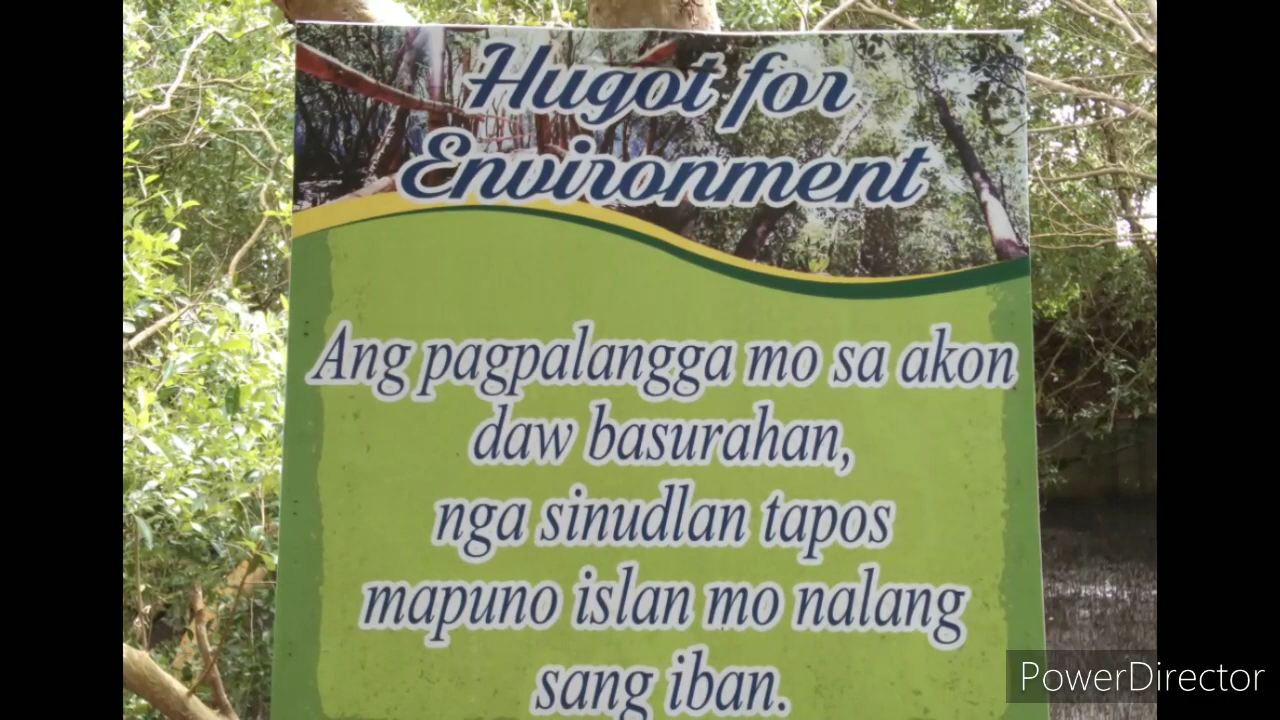 Hugot for
Environment
Ang pagpalangga mo sa akon
daw basurahan,
nga sinudlan tapos
mapuno islan mo nalang
sang iban.
PowerDirector